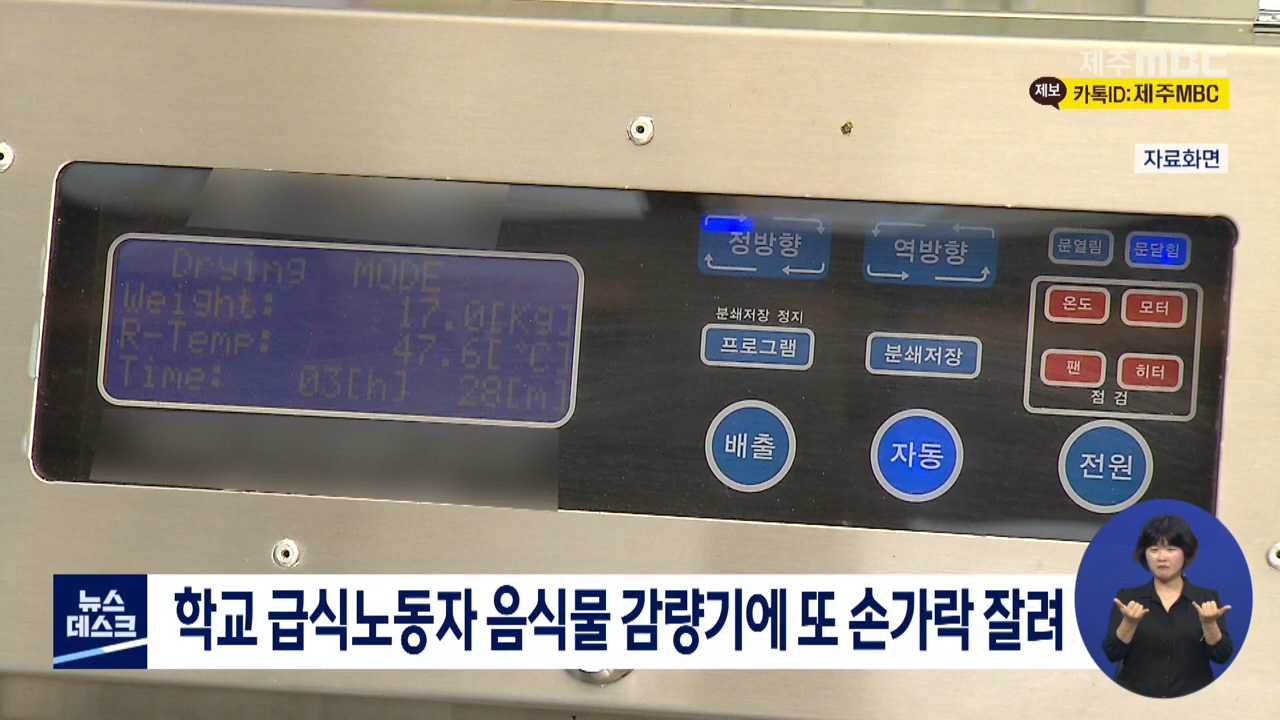 제주MBC
제보 카톡ID:제주MBC
자료화면
정방향
역방향
문열림
문닫힘
Drying MODE
Weight: 17.0[Kg]
R-Temp: 47.6[℃]
Time: 03[h] 28[m]
분쇄저장 정지
프로그램
분쇄저장
온도
모터
팬
히터
점검
배출
자동
전원
뉴스
데스크
학교 급식노동자 음식물 감량기에 또 손가락 잘려